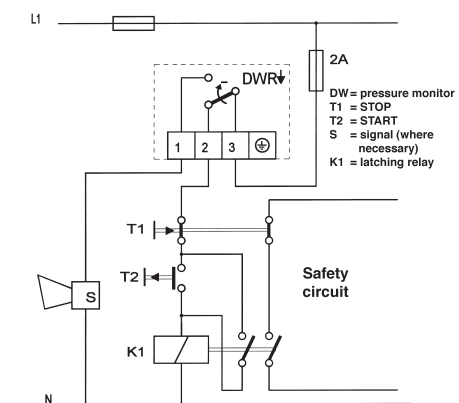 L1
2A
DWR
DW = pressure monitor
T1 = STOP
T2 = START
S = signal (where
necessary)
K1 = latching relay
1 2 3
T1
T2
Safety
circuit
S
K1
N